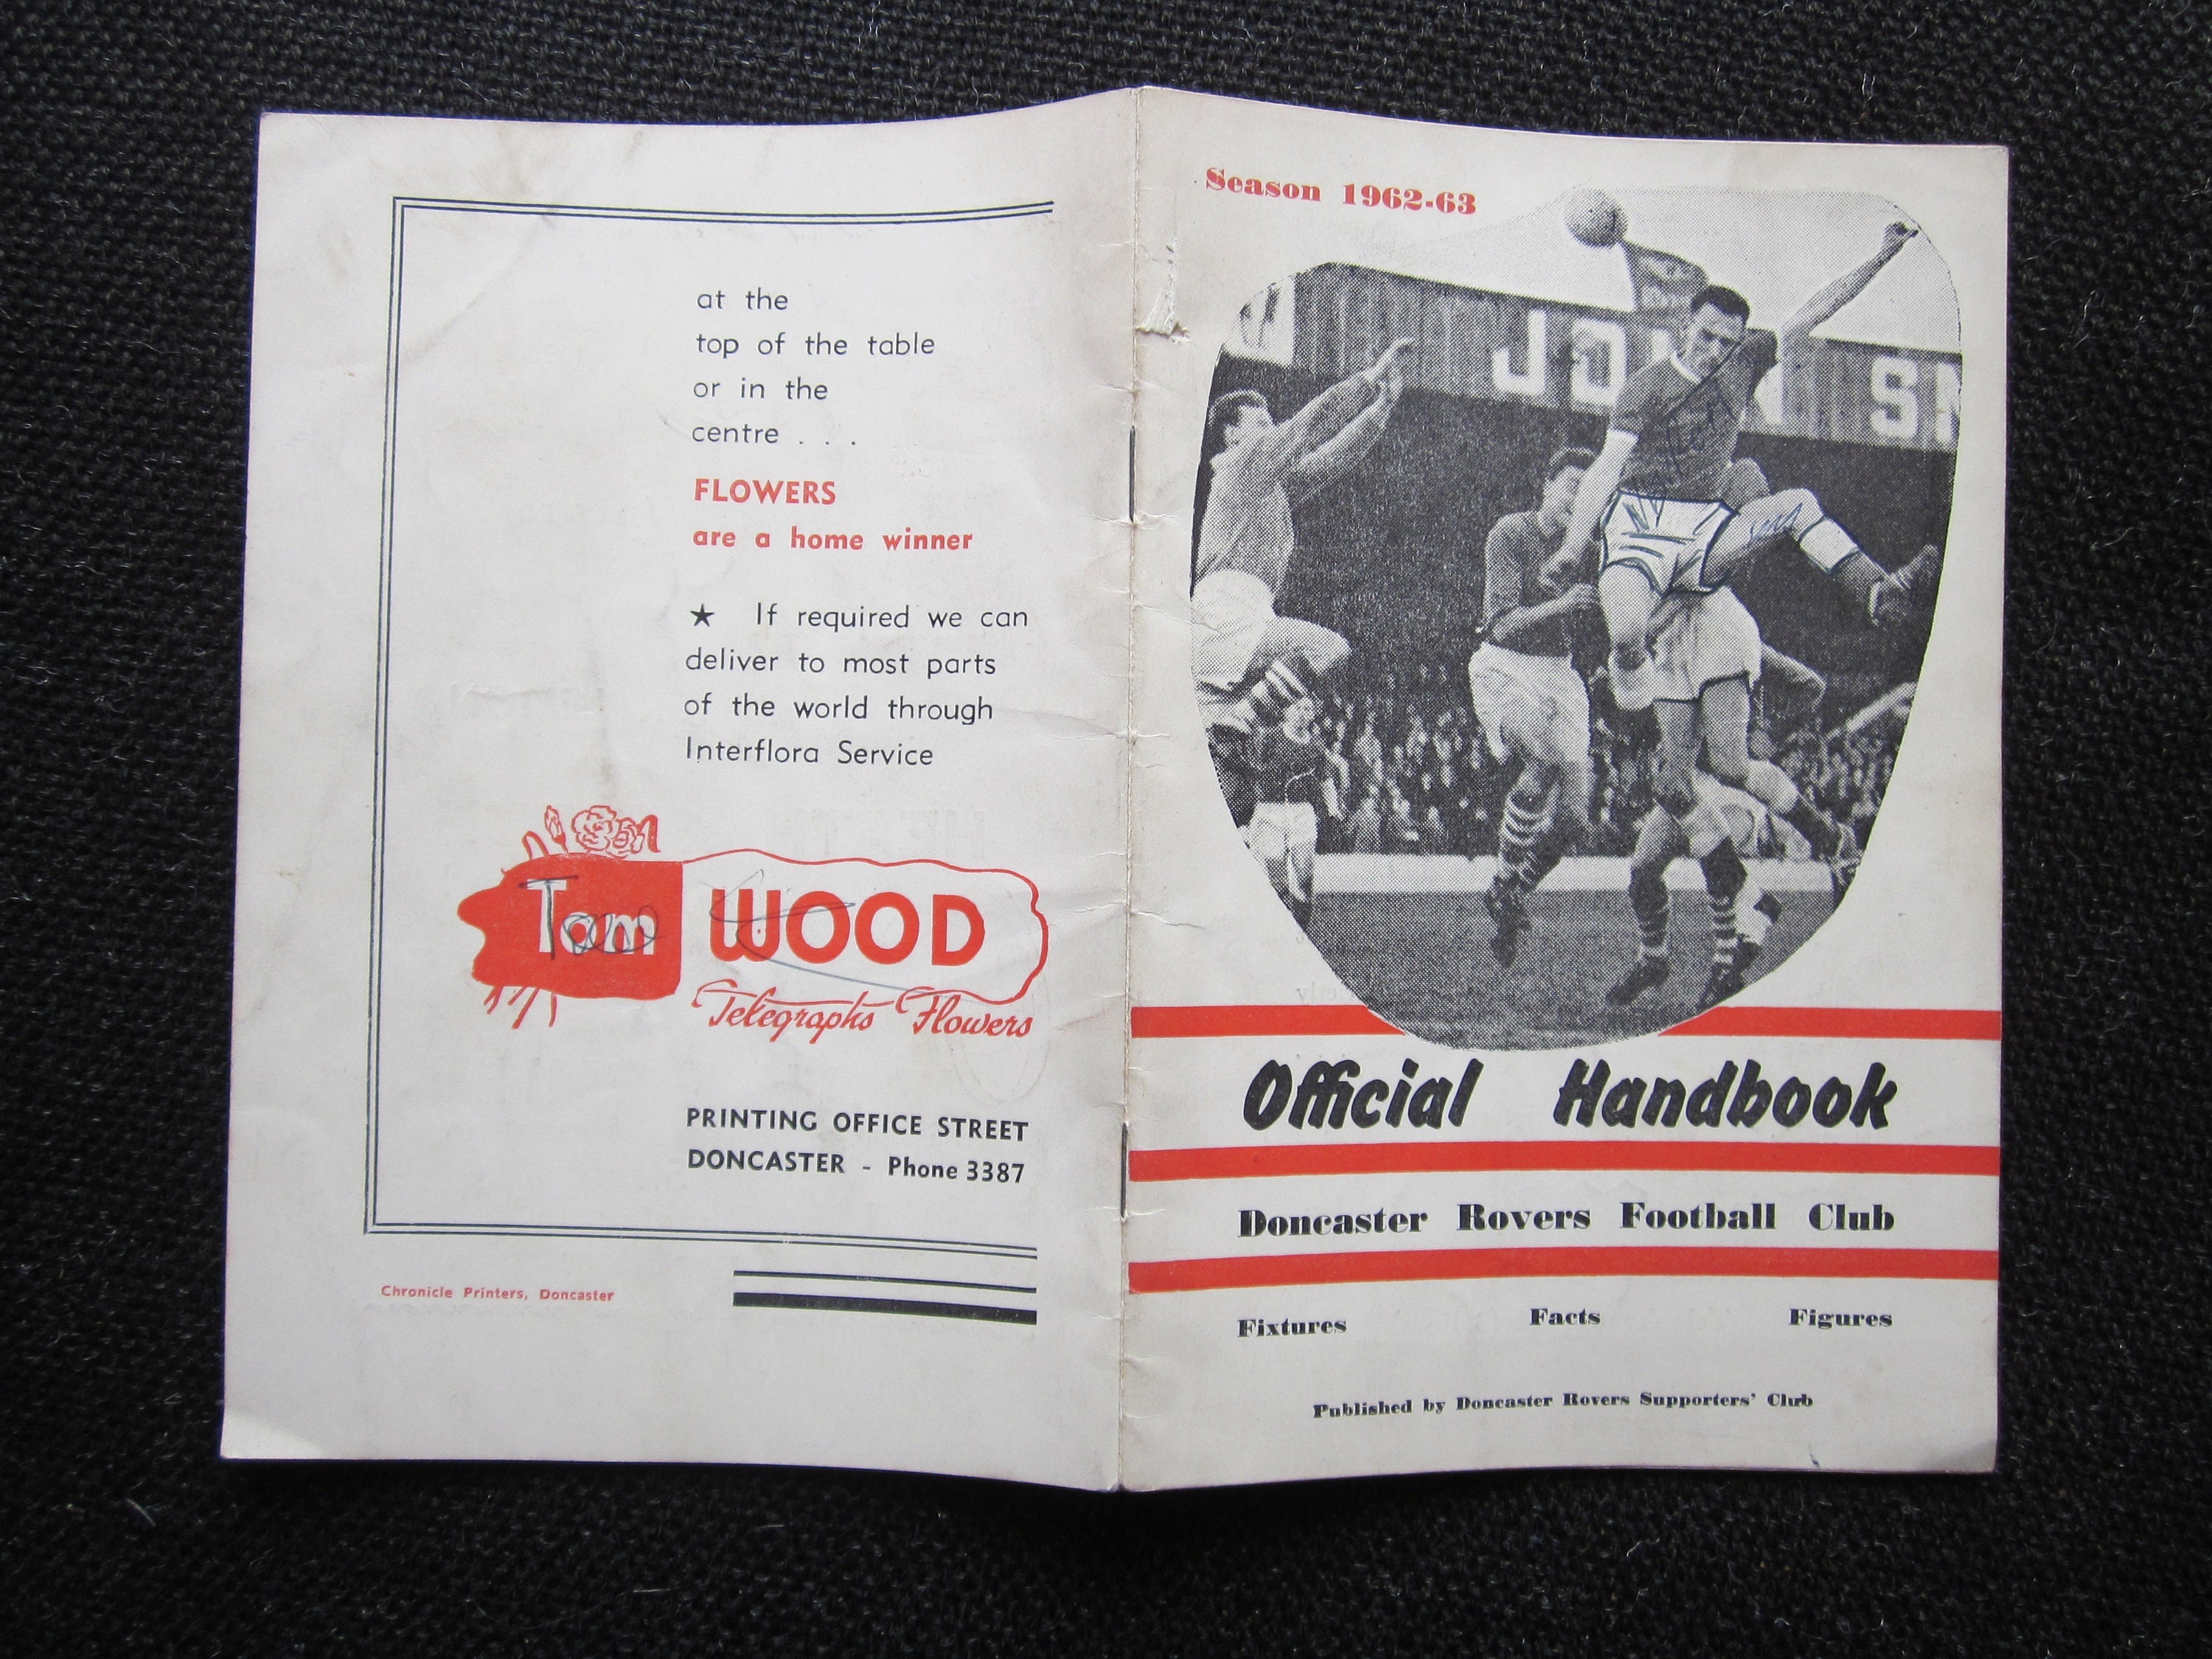 at the
top of the table
or in the
centre . . .
FLOWERS
are a home winner
★ If required we can
deliver to most parts
of the world through
Interflora Service
Tom WOOD
Telegraphs Flowers
PRINTING OFFICE STREET
DONCASTER - Phone 3387
Chronicle Printers, Doncaster
Season 1962-63
Official Handbook
Doncaster Rovers Football Club
Fixtures Facts Figures
Published by Doncaster Rovers Supporters' Club